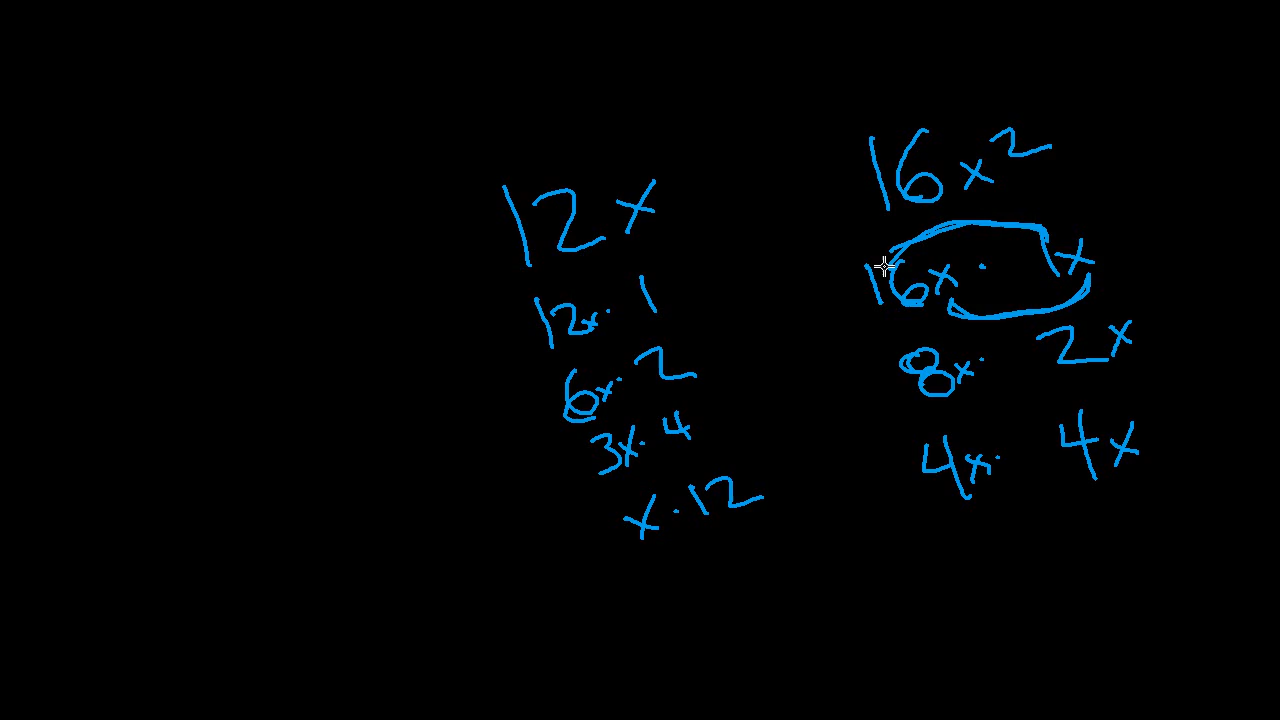 12x
12x · 1
6x · 2
3x · 4
x · 12
16x²
16x · 1x
8x · 2x
4x · 4x